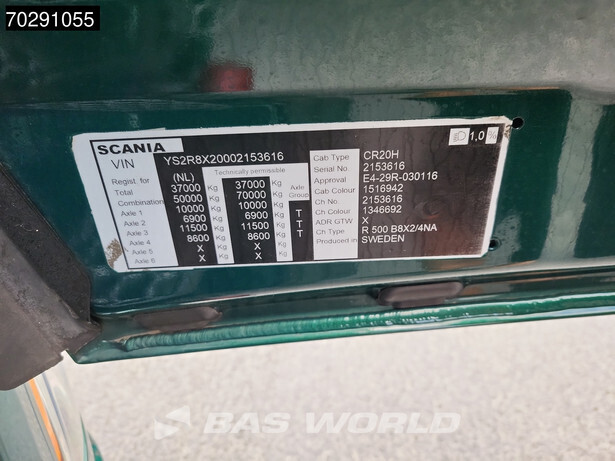 70291055
SCANIA
VIN YS2R8X20002153616
(NL) Technically permissible
Total 37000 Kg 37000 Kg Axle Group
Combination 50000 Kg 70000 Kg
Axle 1 10000 Kg 10000 Kg
Axle 2 6900 Kg 6900 Kg T
Axle 3 11500 Kg 11500 Kg T
Axle 4 8600 Kg 8600 Kg T
Axle 5 X Kg X Kg
Axle 6 X Kg X Kg
1,0%
Cab Type CR20H
Serial No 2153616
Approval E4-29R-030116
Cab Colour 1516942
Ch No 2153616
Ch Colour 1346692
ADR GTW X
Ch Type R 500 B8X2/4NA
Produced in SWEDEN
BAS WORLD